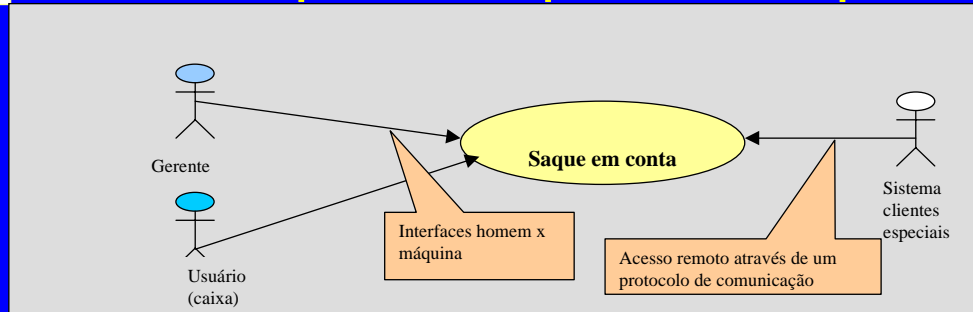 Gerente
Saque em conta
Sistema
clientes
especiais
Interfaces homem x
máquina
Acesso remoto através de um
protocolo de comunicação
Usuário
(caixa)